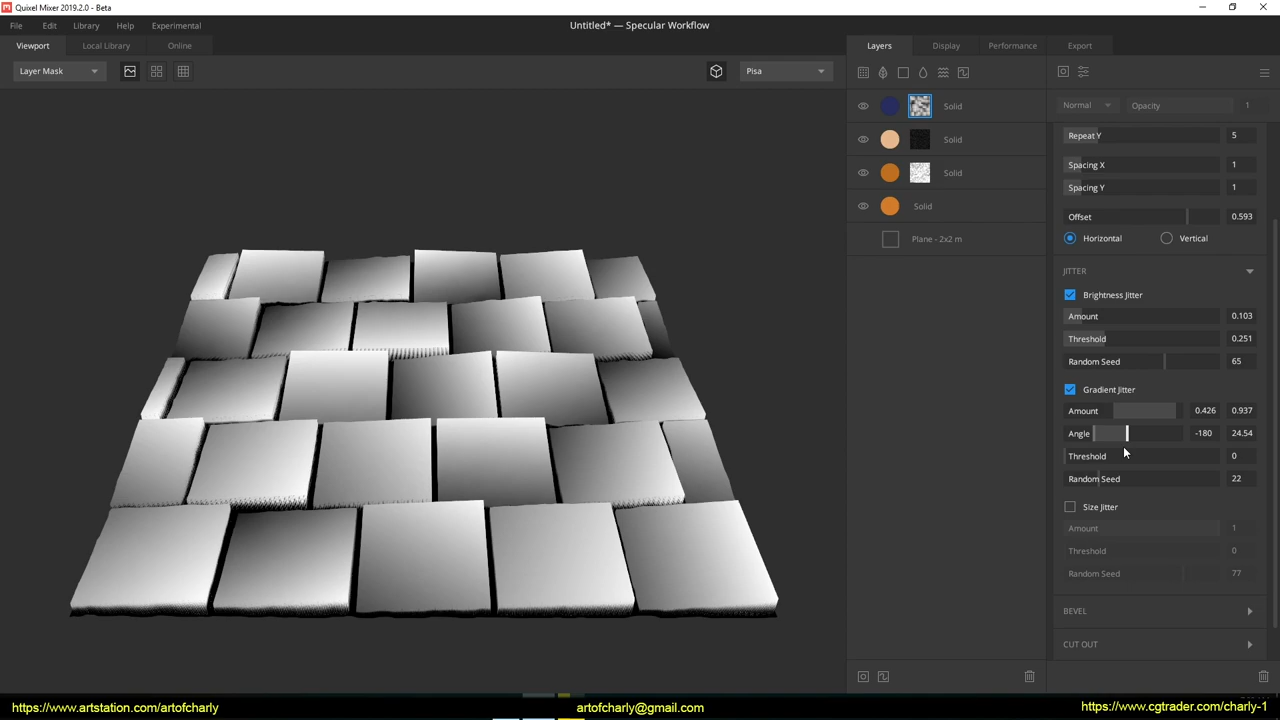 Quixel Mixer 2019.2.0 - Beta
File Edit Library Help Experimental
Untitled* — Specular Workflow
Viewport Local Library Online
Layers Display Performance Export
Layer Mask
Pisa
Normal Opacity 1
Solid
Solid
Solid
Solid
Plane - 2x2 m
Repeat Y 5
Spacing X 1
Spacing Y 1
Offset 0.593
Horizontal Vertical
JITTER
Brightness Jitter
Amount 0.103
Threshold 0.251
Random Seed 65
Gradient Jitter
Amount 0.426 0.937
Angle -180 24.54
Threshold 0
Random Seed 22
Size Jitter
Amount 1
Threshold 0
Random Seed 77
BEVEL
CUT OUT
https://www.artstation.com/artofcharly
artofcharly@gmail.com
https://www.cgtrader.com/charly-1